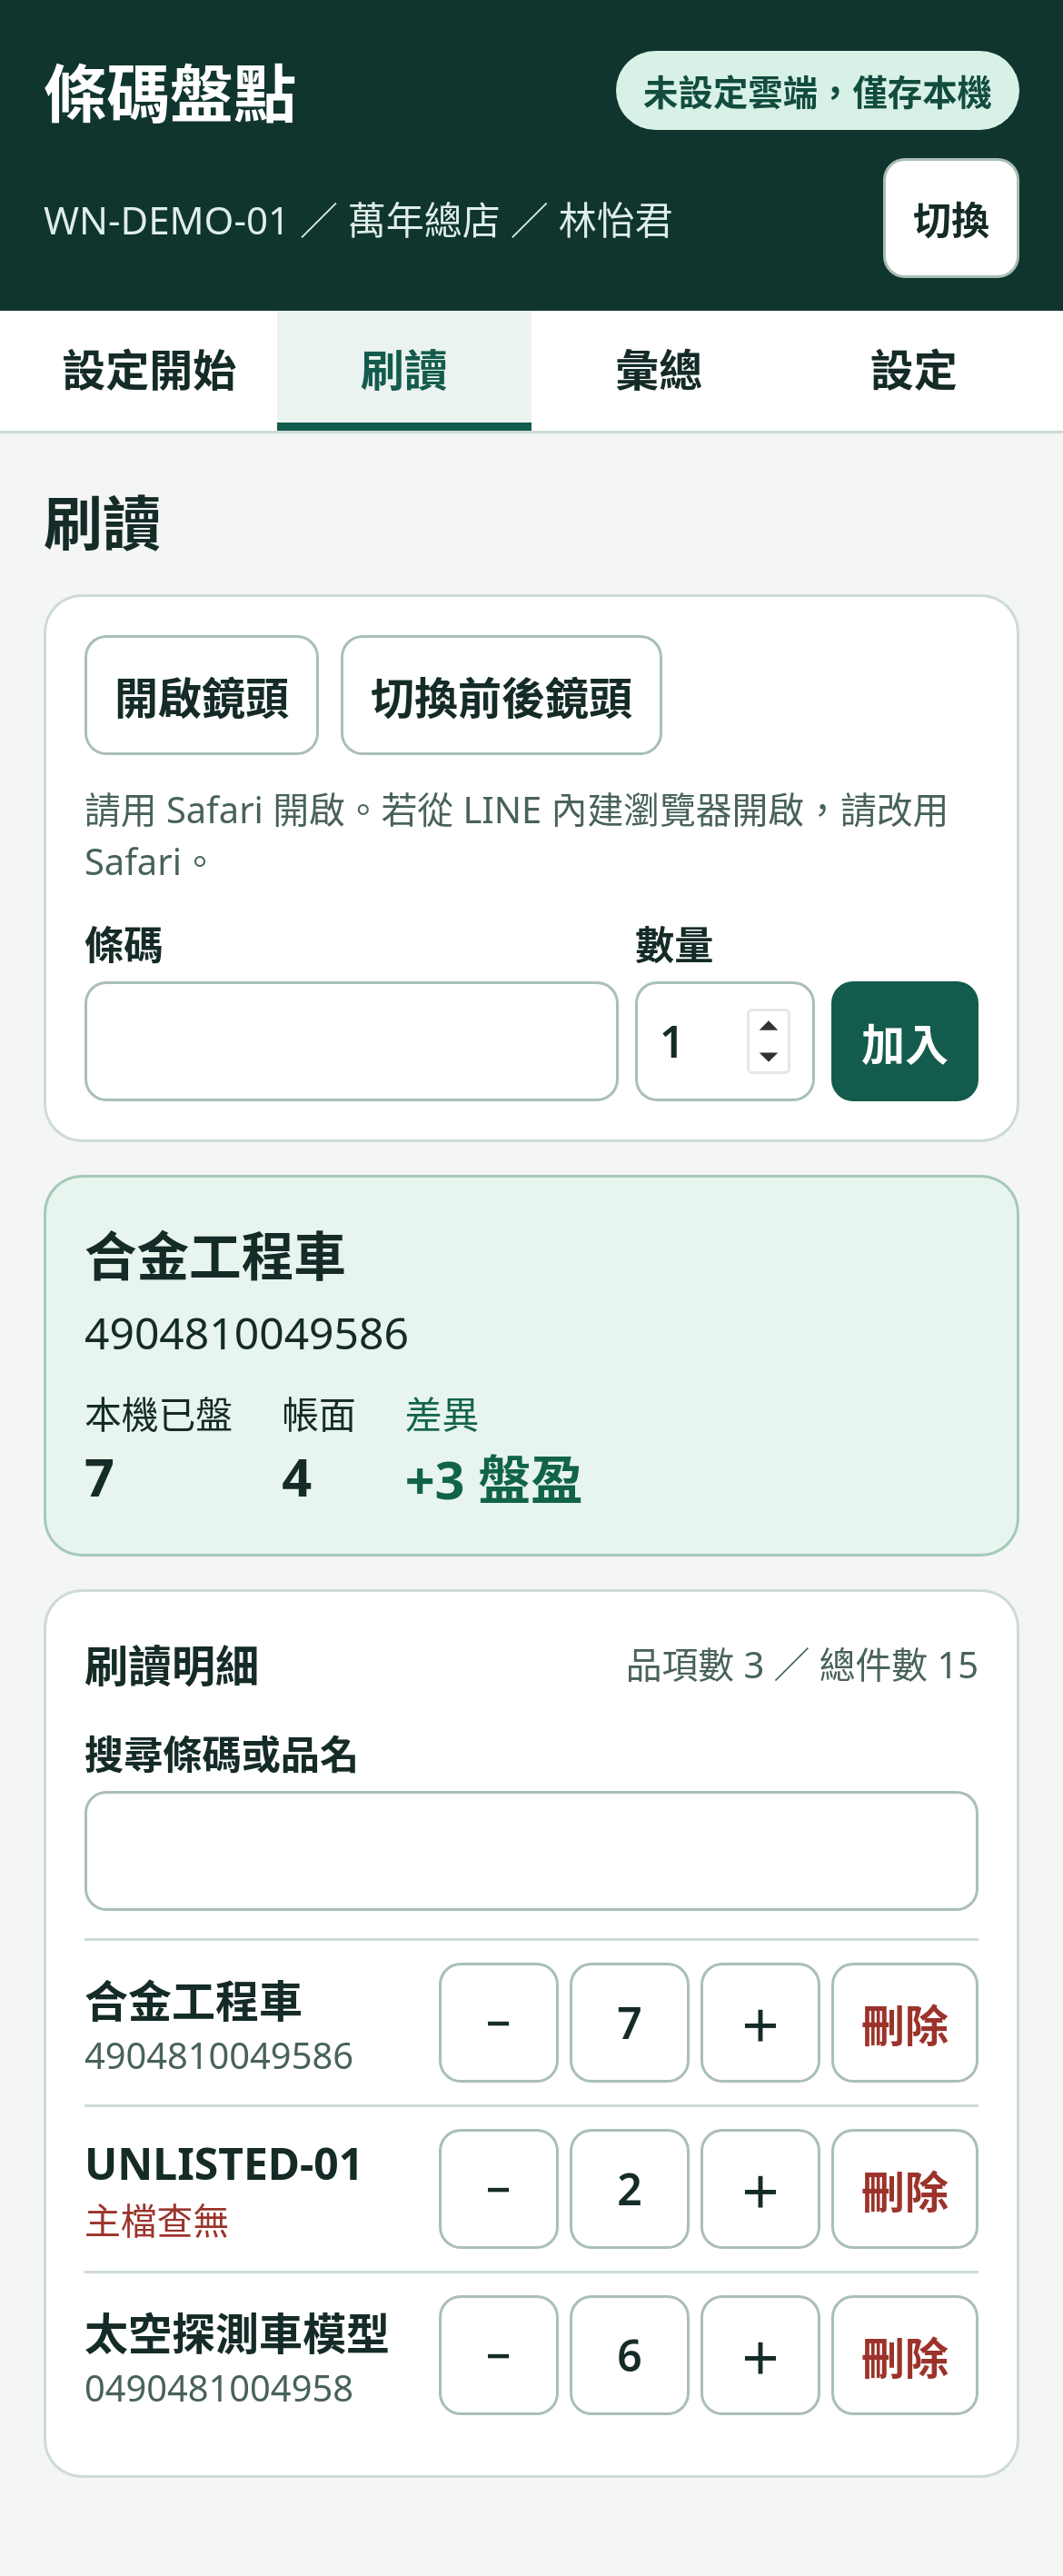 條碼盤點
未設定雲端，僅存本機
WN-DEMO-01 ／ 萬年總店 ／ 林怡君
切換
設定開始 刷讀 彙總 設定
刷讀
開啟鏡頭 切換前後鏡頭
請用 Safari 開啟。若從 LINE 內建瀏覽器開啟，請改用
Safari。
條碼 數量
1 加入
合金工程車
4904810049586
本機已盤 帳面 差異
7 4 +3 盤盈
刷讀明細 品項數 3 ／ 總件數 15
搜尋條碼或品名
合金工程車
4904810049586
− 7 ＋ 刪除
UNLISTED-01
主檔查無
− 2 ＋ 刪除
太空探測車模型
0490481004958
− 6 ＋ 刪除